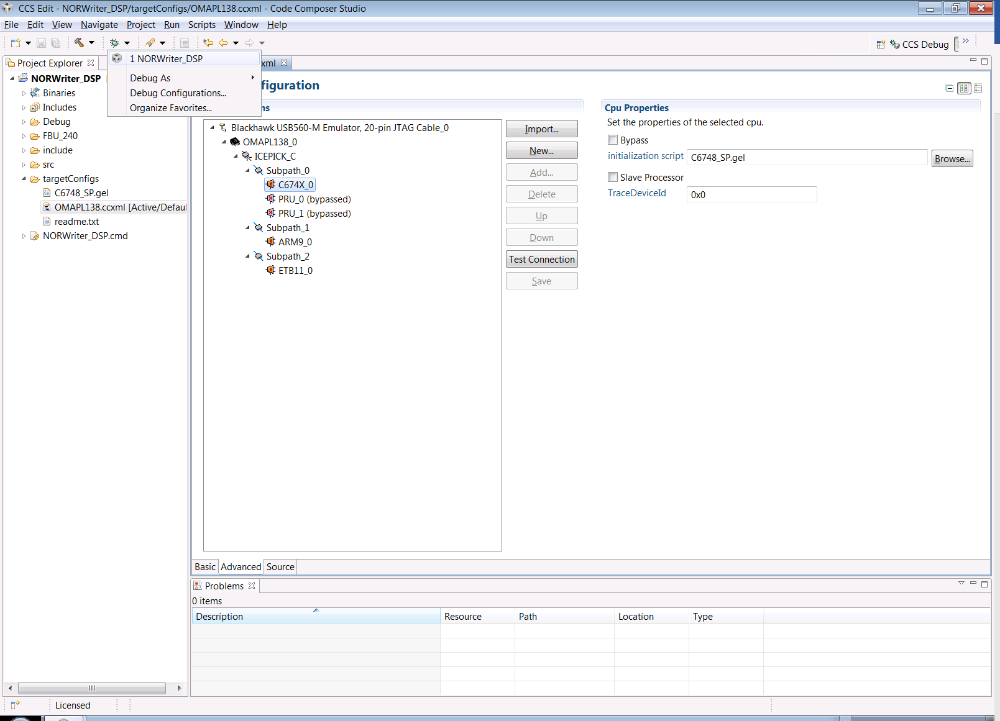 CCS Edit - NORWriter_DSP/targetConfigs/OMAPL138.ccxml - Code Composer Studio
File Edit View Navigate Project Run Scripts Window Help
CCS Debug
Project Explorer
xml
1 NORWriter_DSP
Debug As
Debug Configurations...
Organize Favorites...
NORWriter_DSP
Binaries
Includes
Debug
FBU_240
include
src
targetConfigs
C6748_SP.gel
OMAPL138.ccxml [Active/Defaul
readme.txt
NORWriter_DSP.cmd
figuration
ns
Blackhawk USB560-M Emulator, 20-pin JTAG Cable_0
OMAPL138_0
ICEPICK_C
Subpath_0
C674X_0
PRU_0 (bypassed)
PRU_1 (bypassed)
Subpath_1
ARM9_0
Subpath_2
ETB11_0
Import...
New...
Add...
Delete
Up
Down
Test Connection
Save
Cpu Properties
Set the properties of the selected cpu.
Bypass
initialization script C6748_SP.gel Browse...
Slave Processor
TraceDeviceId 0x0
Basic Advanced Source
Problems
0 items
Description Resource Path Location Type
Licensed